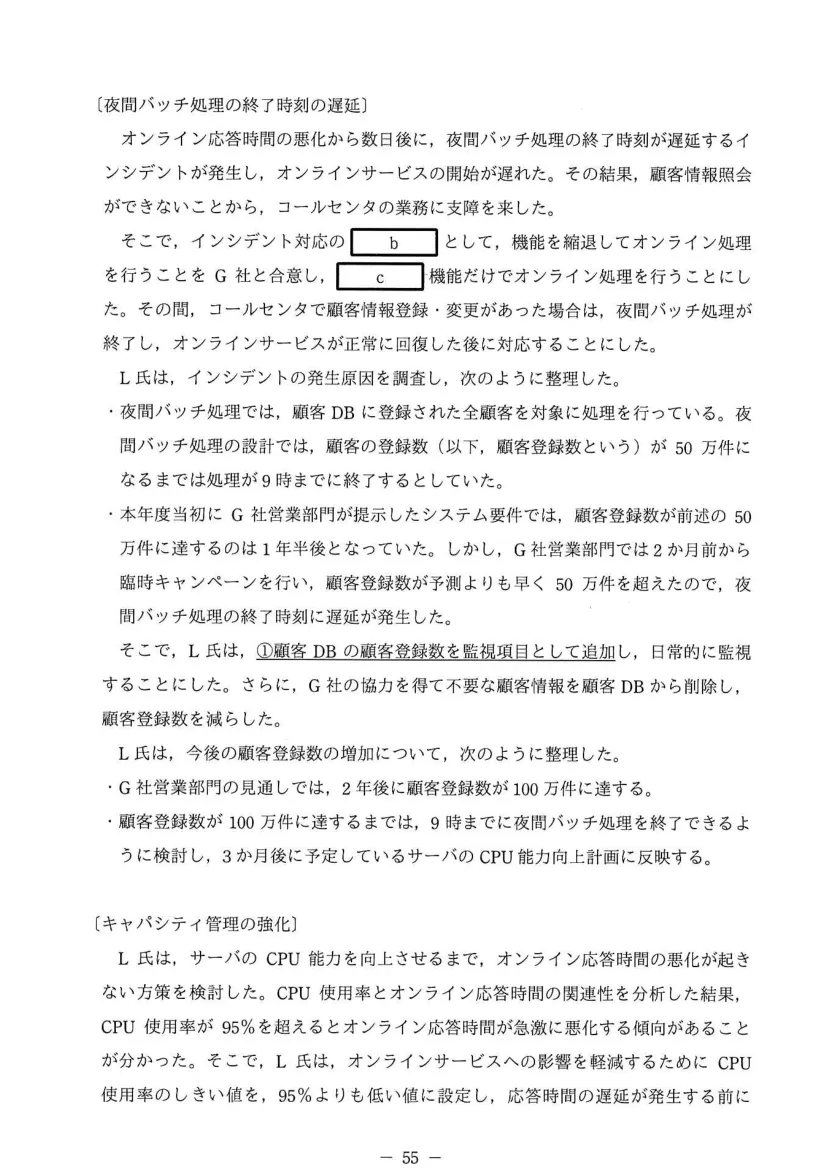 〔夜間バッチ処理の終了時刻の遅延〕
オンライン応答時間の悪化から数日後に，夜間バッチ処理の終了時刻が遅延するイ
ンシデントが発生し，オンラインサービスの開始が遅れた。その結果，顧客情報照会
ができないことから，コールセンタの業務に支障を来した。
そこで，インシデント対応の b として，機能を縮退してオンライン処理
を行うことを G 社と合意し， c 機能だけでオンライン処理を行うことにし
た。その間，コールセンタで顧客情報登録・変更があった場合は，夜間バッチ処理が
終了し，オンラインサービスが正常に回復した後に対応することにした。
L 氏は，インシデントの発生原因を調査し，次のように整理した。
・夜間バッチ処理では，顧客 DB に登録された全顧客を対象に処理を行っている。夜
間バッチ処理の設計では，顧客の登録数（以下，顧客登録数という）が 50 万件に
なるまでは処理が 9 時までに終了するとしていた。
・本年度当初に G 社営業部門が提示したシステム要件では，顧客登録数が前述の 50
万件に達するのは 1 年半後となっていた。しかし，G 社営業部門では 2 か月前から
臨時キャンペーンを行い，顧客登録数が予測よりも早く 50 万件を超えたので，夜
間バッチ処理の終了時刻に遅延が発生した。
そこで，L 氏は，①顧客 DB の顧客登録数を監視項目として追加し，日常的に監視
することにした。さらに，G 社の協力を得て不要な顧客情報を顧客 DB から削除し，
顧客登録数を減らした。
L 氏は，今後の顧客登録数の増加について，次のように整理した。
・G 社営業部門の見通しでは，2 年後に顧客登録数が 100 万件に達する。
・顧客登録数が 100 万件に達するまでは，9 時までに夜間バッチ処理を終了できるよ
うに検討し，3 か月後に予定しているサーバの CPU 能力向上計画に反映する。
〔キャパシティ管理の強化〕
L 氏は，サーバの CPU 能力を向上させるまで，オンライン応答時間の悪化が起き
ない方策を検討した。CPU 使用率とオンライン応答時間の関連性を分析した結果，
CPU 使用率が 95%を超えるとオンライン応答時間が急激に悪化する傾向があること
が分かった。そこで，L 氏は，オンラインサービスへの影響を軽減するために CPU
使用率のしきい値を，95%よりも低い値に設定し，応答時間の遅延が発生する前に
－ 55 －